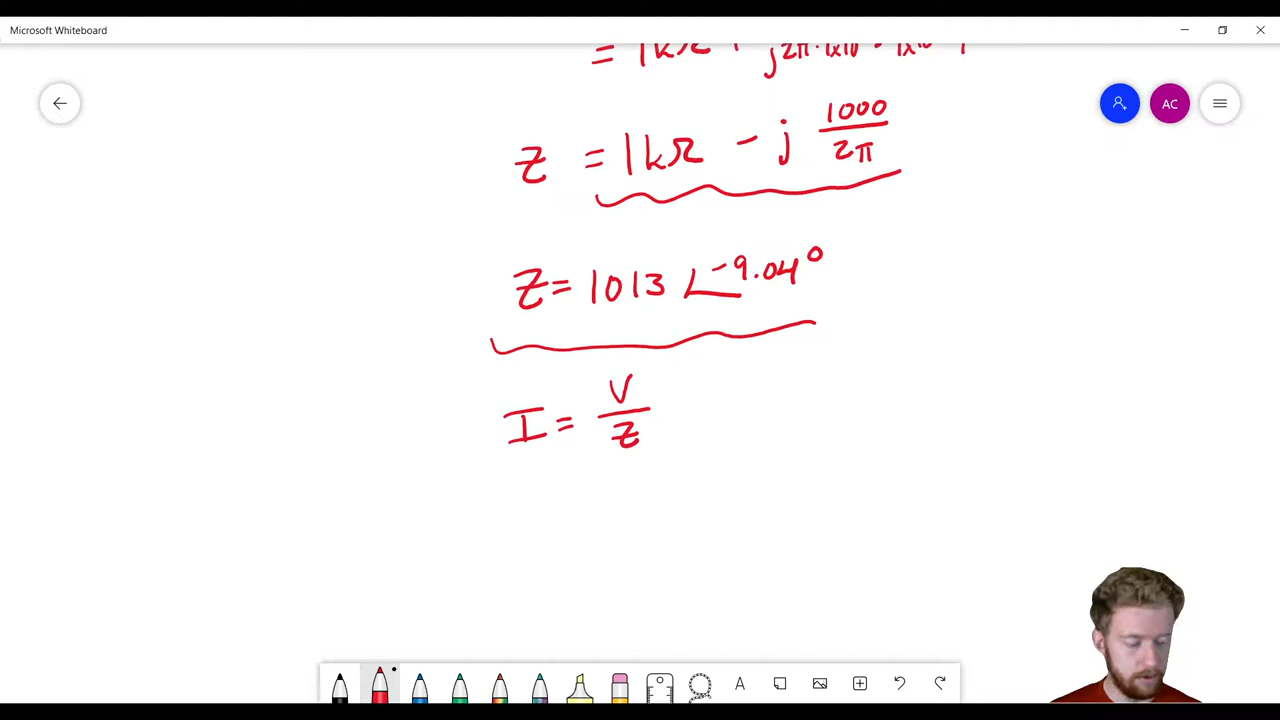 Microsoft Whiteboard
AC
Z = 1kΩ - j 1000/2π
Z = 1013 ∠-9.04°
I = V/Z
A